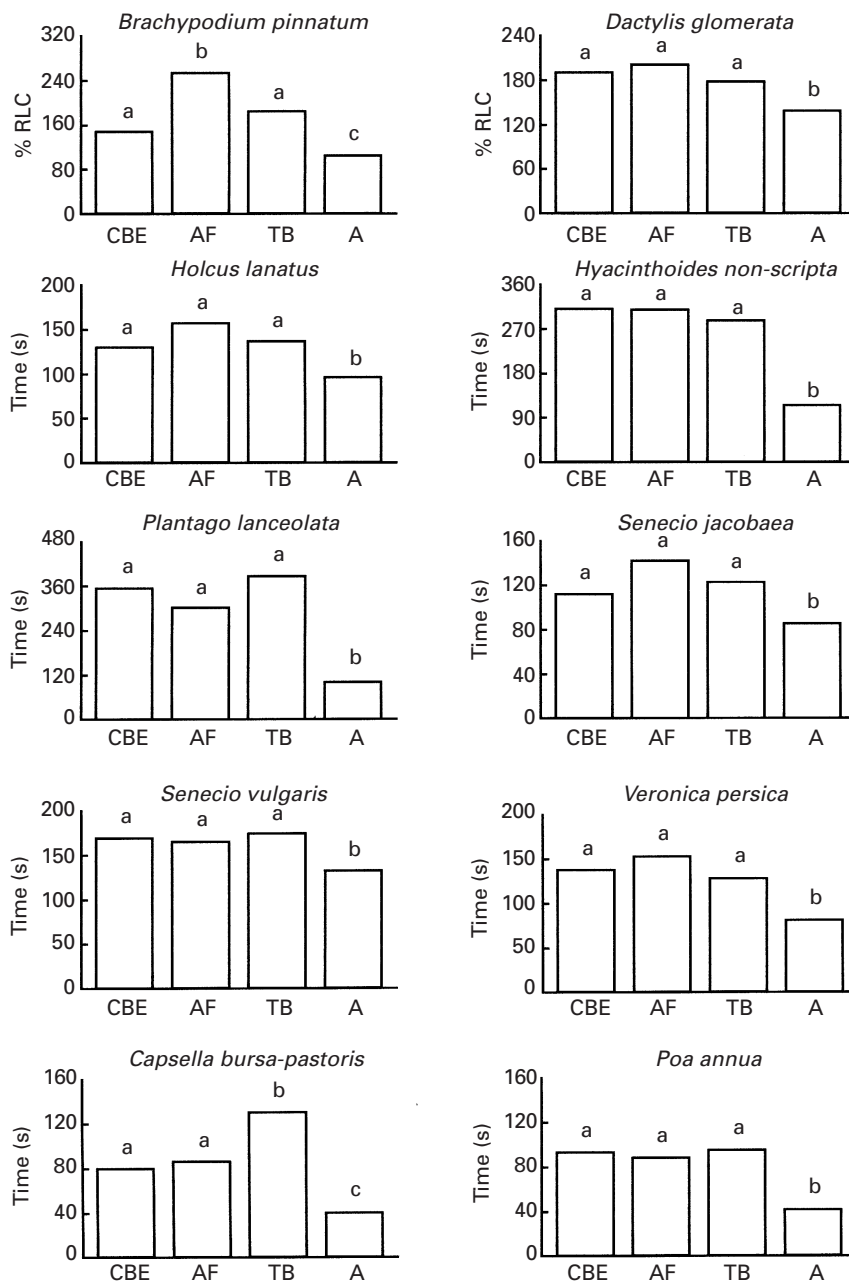 Brachypodium pinnatum
% RLC
320
240
160
80
0
a
b
a
c
CBE AF TB A
Dactylis glomerata
% RLC
240
180
120
60
0
a
a
a
b
CBE AF TB A
Holcus lanatus
Time (s)
200
150
100
50
0
a
a
a
b
CBE AF TB A
Hyacinthoides non-scripta
Time (s)
360
270
180
90
0
a
a
a
b
CBE AF TB A
Plantago lanceolata
Time (s)
480
360
240
120
0
a
a
a
b
CBE AF TB A
Senecio jacobaea
Time (s)
160
120
80
40
0
a
a
a
b
CBE AF TB A
Senecio vulgaris
Time (s)
200
150
100
50
0
a
a
a
b
CBE AF TB A
Veronica persica
Time (s)
200
150
100
50
0
a
a
a
b
CBE AF TB A
Capsella bursa-pastoris
Time (s)
160
120
80
40
0
a
a
b
c
CBE AF TB A
Poa annua
Time (s)
160
120
80
40
0
a
a
a
b
CBE AF TB A